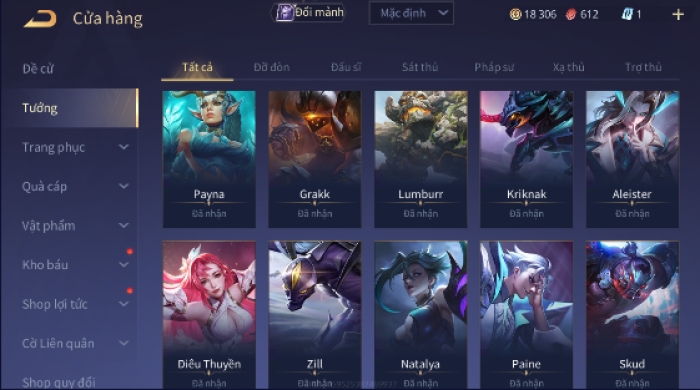 Cửa hàng
Đổi mảnh
Mặc định
18 306
612
1
Đề cử
Tướng
Trang phục
Quà cáp
Vật phẩm
Kho báu
Shop lợi tức
Cờ Liên quân
Shop quy đổi
Tất cả
Đỡ đòn
Đấu sĩ
Sát thủ
Pháp sư
Xạ thủ
Trợ thủ
Payna
Đã nhận
Grakk
Đã nhận
Lumburr
Đã nhận
Kriknak
Đã nhận
Aleister
Đã nhận
Diêu Thuyền
Đã nhận
Zill
Đã nhận
Natalya
Đã nhận
Paine
Đã nhận
Skud
Đã nhận